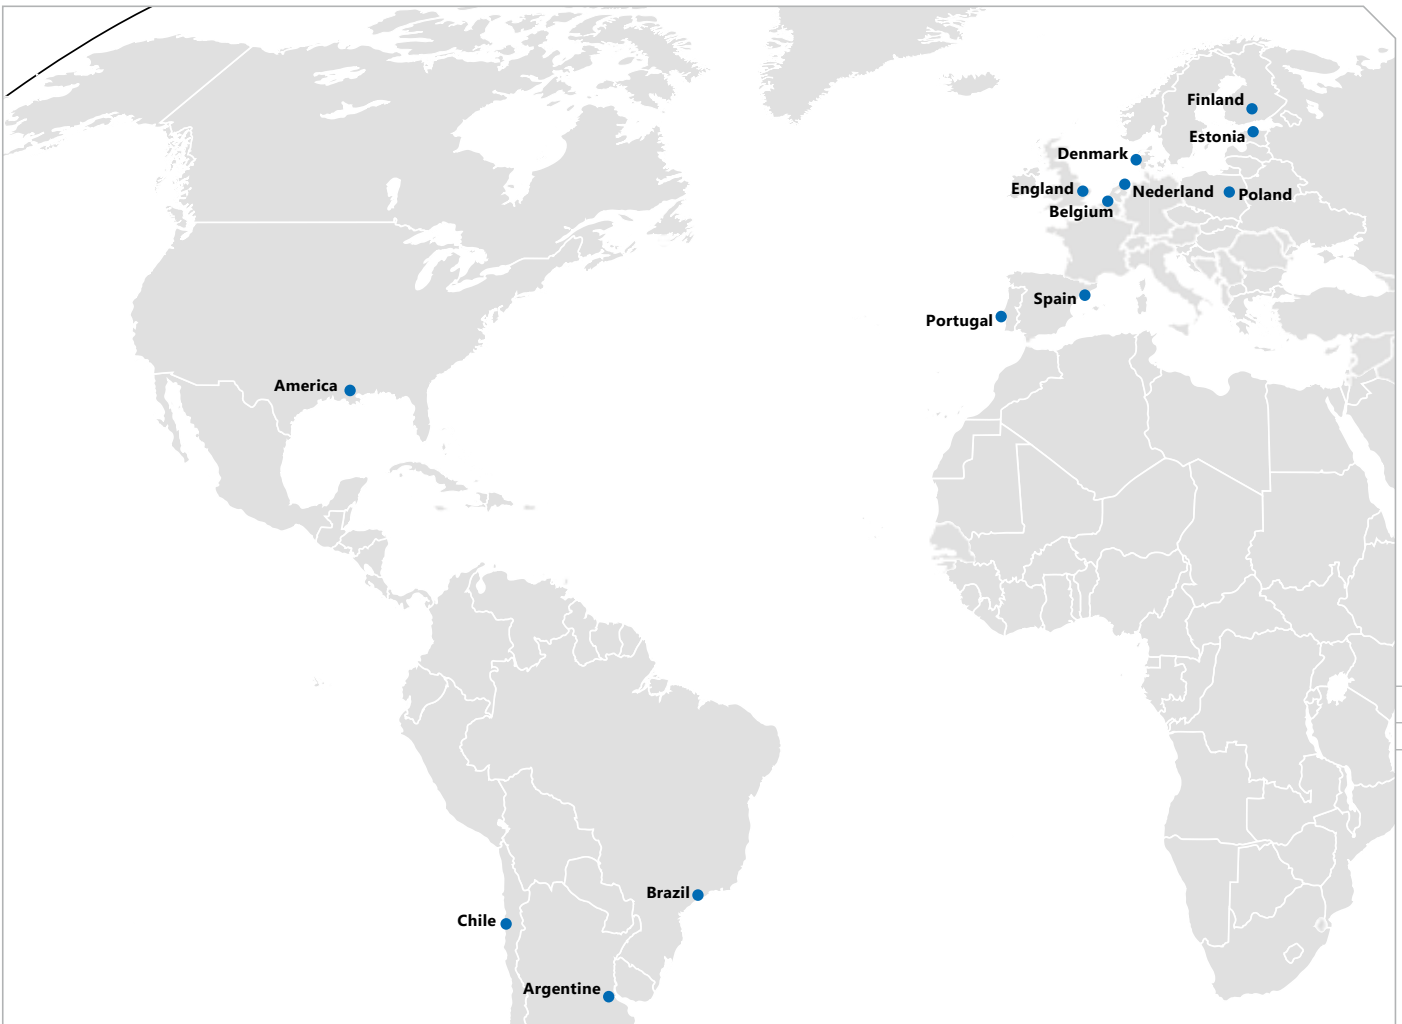 Finland
Estonia
Denmark
England
Nederland
Poland
Belgium
Spain
Portugal
America
Brazil
Chile
Argentine